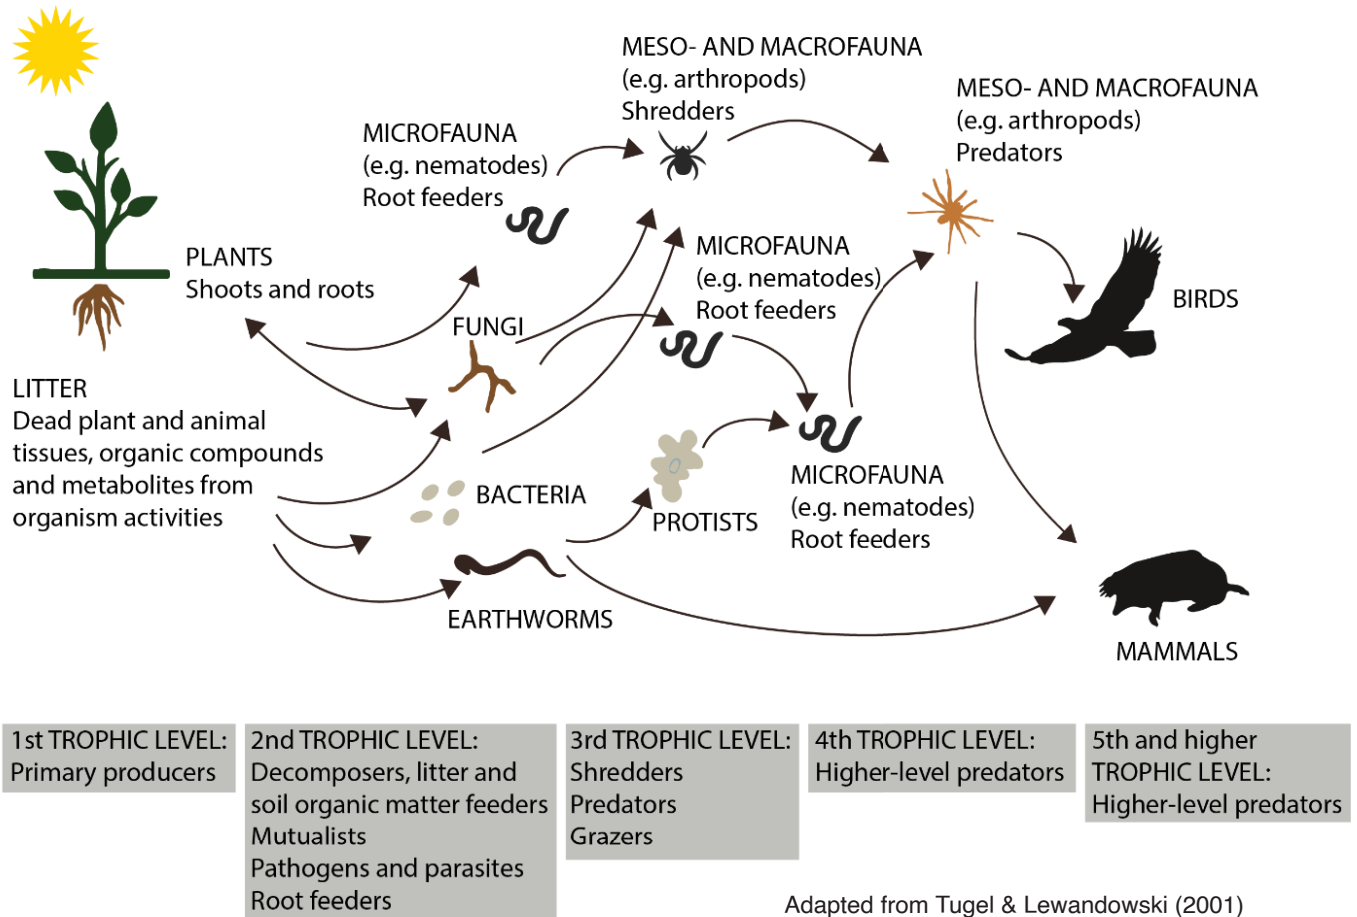 MESO- AND MACROFAUNA
(e.g. arthropods)
Shredders
MESO- AND MACROFAUNA
(e.g. arthropods)
Predators
MICROFAUNA
(e.g. nematodes)
Root feeders
PLANTS
Shoots and roots
MICROFAUNA
(e.g. nematodes)
Root feeders
BIRDS
FUNGI
LITTER
Dead plant and animal
tissues, organic compounds
and metabolites from
organism activities
BACTERIA
PROTISTS
MICROFAUNA
(e.g. nematodes)
Root feeders
EARTHWORMS
MAMMALS
1st TROPHIC LEVEL:
Primary producers
2nd TROPHIC LEVEL:
Decomposers, litter and
soil organic matter feeders
Mutualists
Pathogens and parasites
Root feeders
3rd TROPHIC LEVEL:
Shredders
Predators
Grazers
4th TROPHIC LEVEL:
Higher-level predators
5th and higher
TROPHIC LEVEL:
Higher-level predators
Adapted from Tugel & Lewandowski (2001)